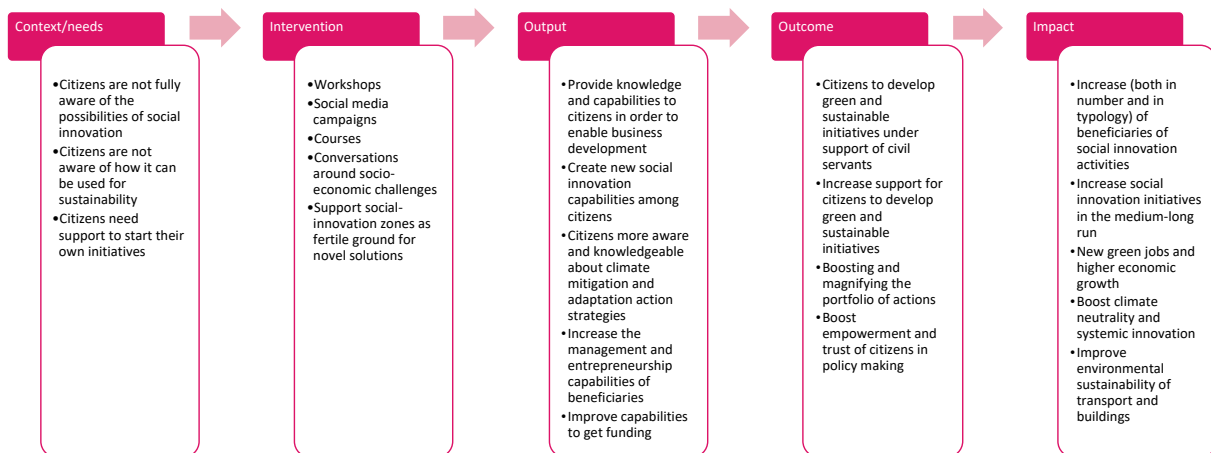 Context/needs
•Citizens are not fully
aware of the
possibilities of social
innovation
•Citizens are not
aware of how it can
be used for
sustainability
•Citizens need
support to start their
own initiatives
Intervention
•Workshops
•Social media
campaigns
•Courses
•Conversations
around socio-
economic challenges
•Support social-
innovation zones as
fertile ground for
novel solutions
Output
•Provide knowledge
and capabilities to
citizens in order to
enable business
development
•Create new social
innovation
capabilities among
citizens
•Citizens more aware
and knowledgeable
about climate
mitigation and
adaptation action
strategies
•Increase the
management and
entrepreneurship
capabilities of
beneficiaries
•Improve capabilities
to get funding
Outcome
•Citizens to develop
green and
sustainable
initiatives under
support of civil
servants
•Increase support for
citizens to develop
green and
sustainable
initiatives
•Boosting and
magnifying the
portfolio of actions
•Boost
empowerment and
trust of citizens in
policy making
Impact
•Increase (both in
number and in
typology) of
beneficiaries of
social innovation
activities
•Increase social
innovation initiatives
in the medium-long
run
•New green jobs and
higher economic
growth
•Boost climate
neutrality and
systemic innovation
•Improve
environmental
sustainability of
transport and
buildings